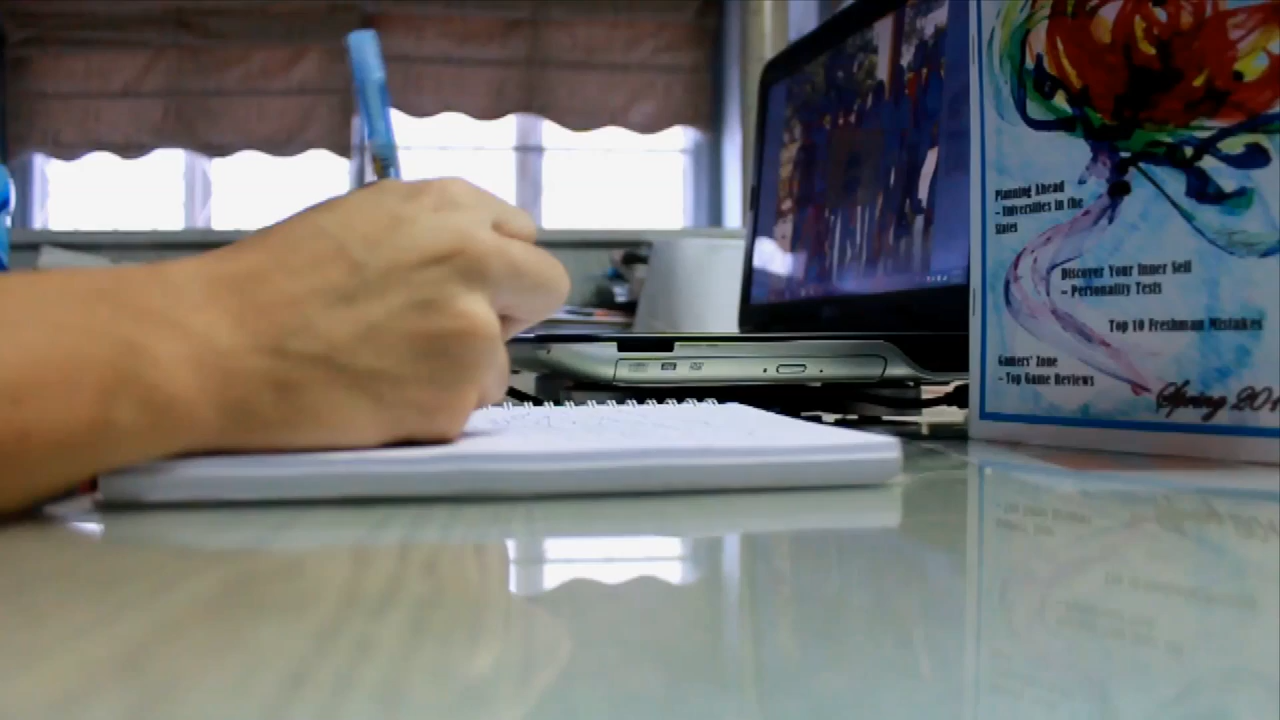 Planning Ahead
- Universities in the
States
Discover Your Inner Self
- Personality Tests
Top 10 Freshman Mistakes
Gamers' Zone
- Top Game Reviews
Spring 201